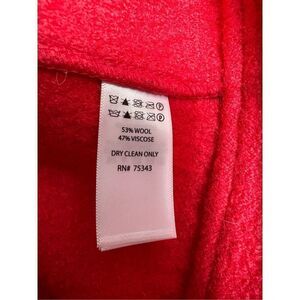 53% WOOL
47% VISCOSE
DRY CLEAN ONLY
RN# 75343